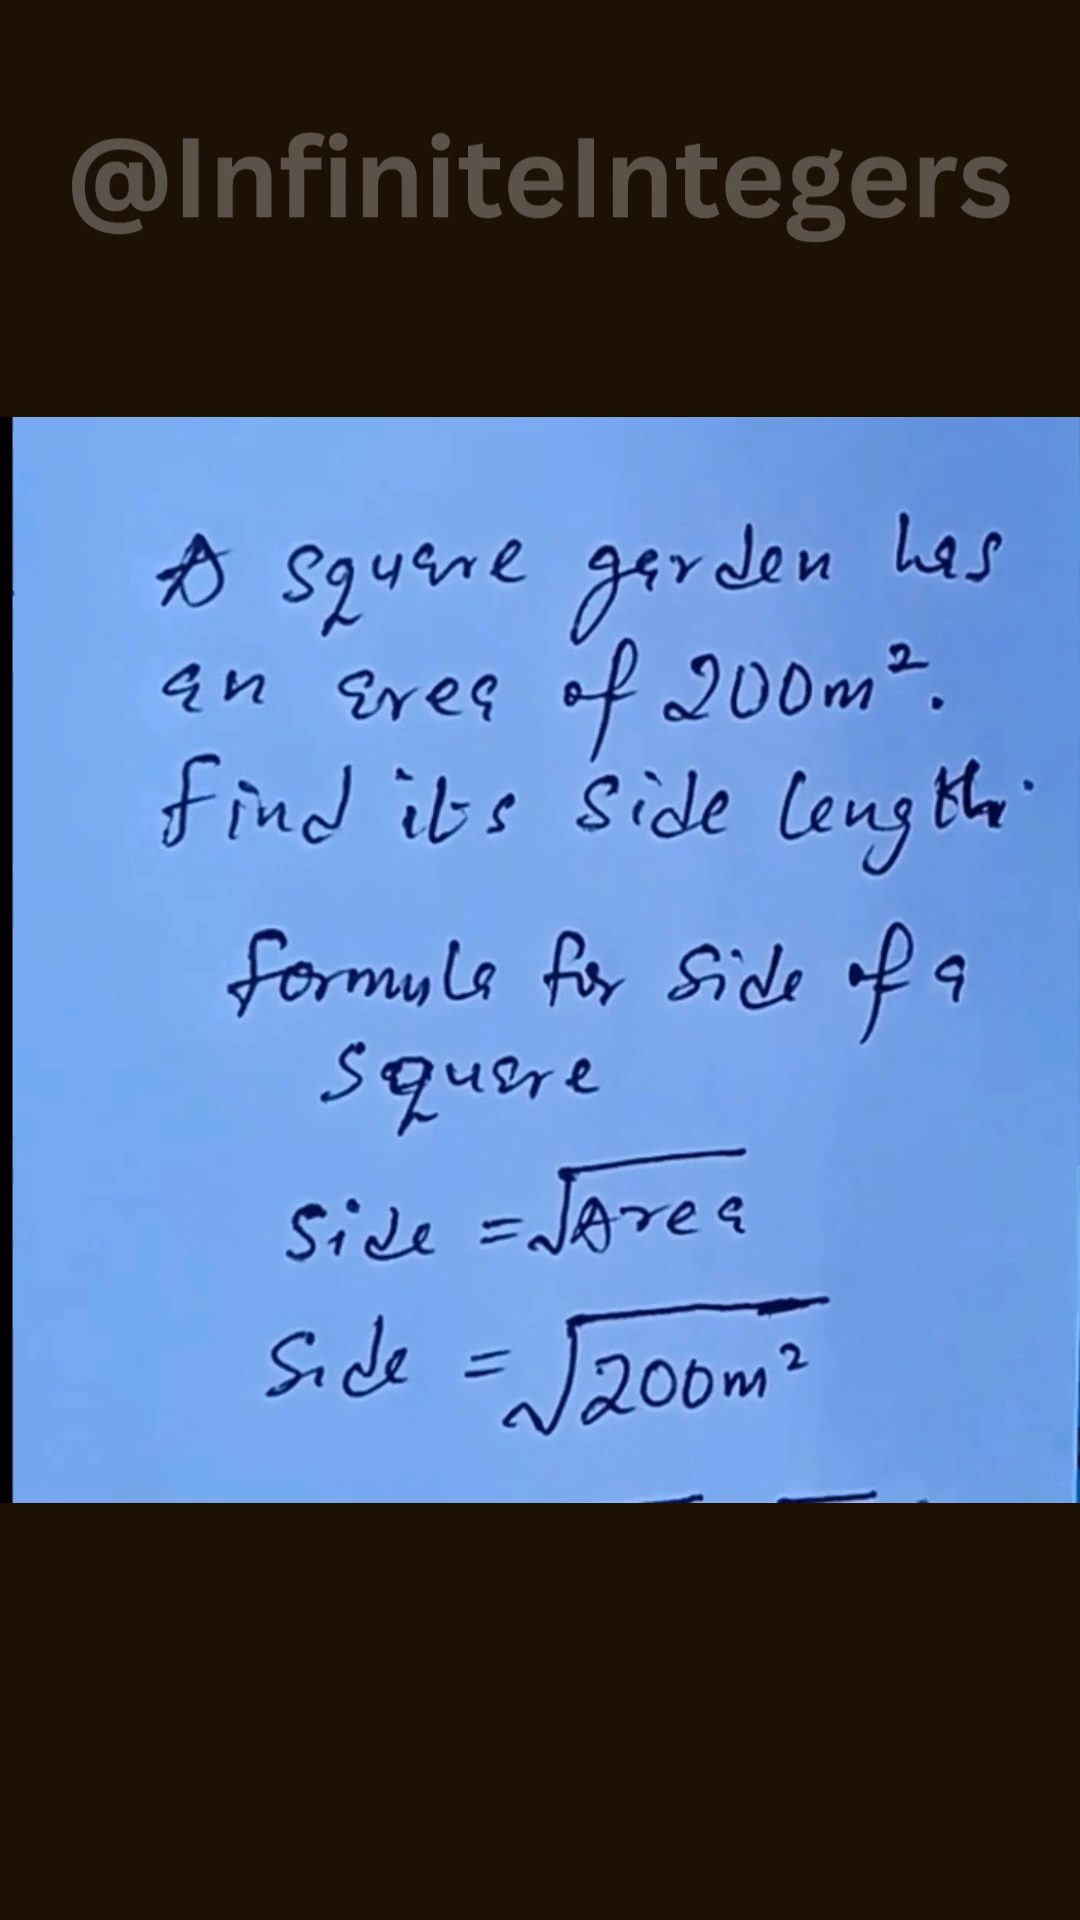 @InfiniteIntegers
A square garden has
an area of 200m².
find its side length.
formula for side of a
square
side = √Area
Side = √200m²